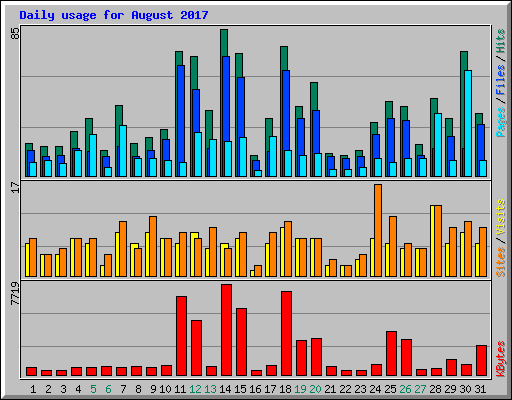 Daily usage for August 2017
85
Pages / Files / Hits
17
Sites / Visits
7719
KBytes
1 2 3 4 5 6 7 8 9 10 11 12 13 14 15 16 17 18 19 20 21 22 23 24 25 26 27 28 29 30 31